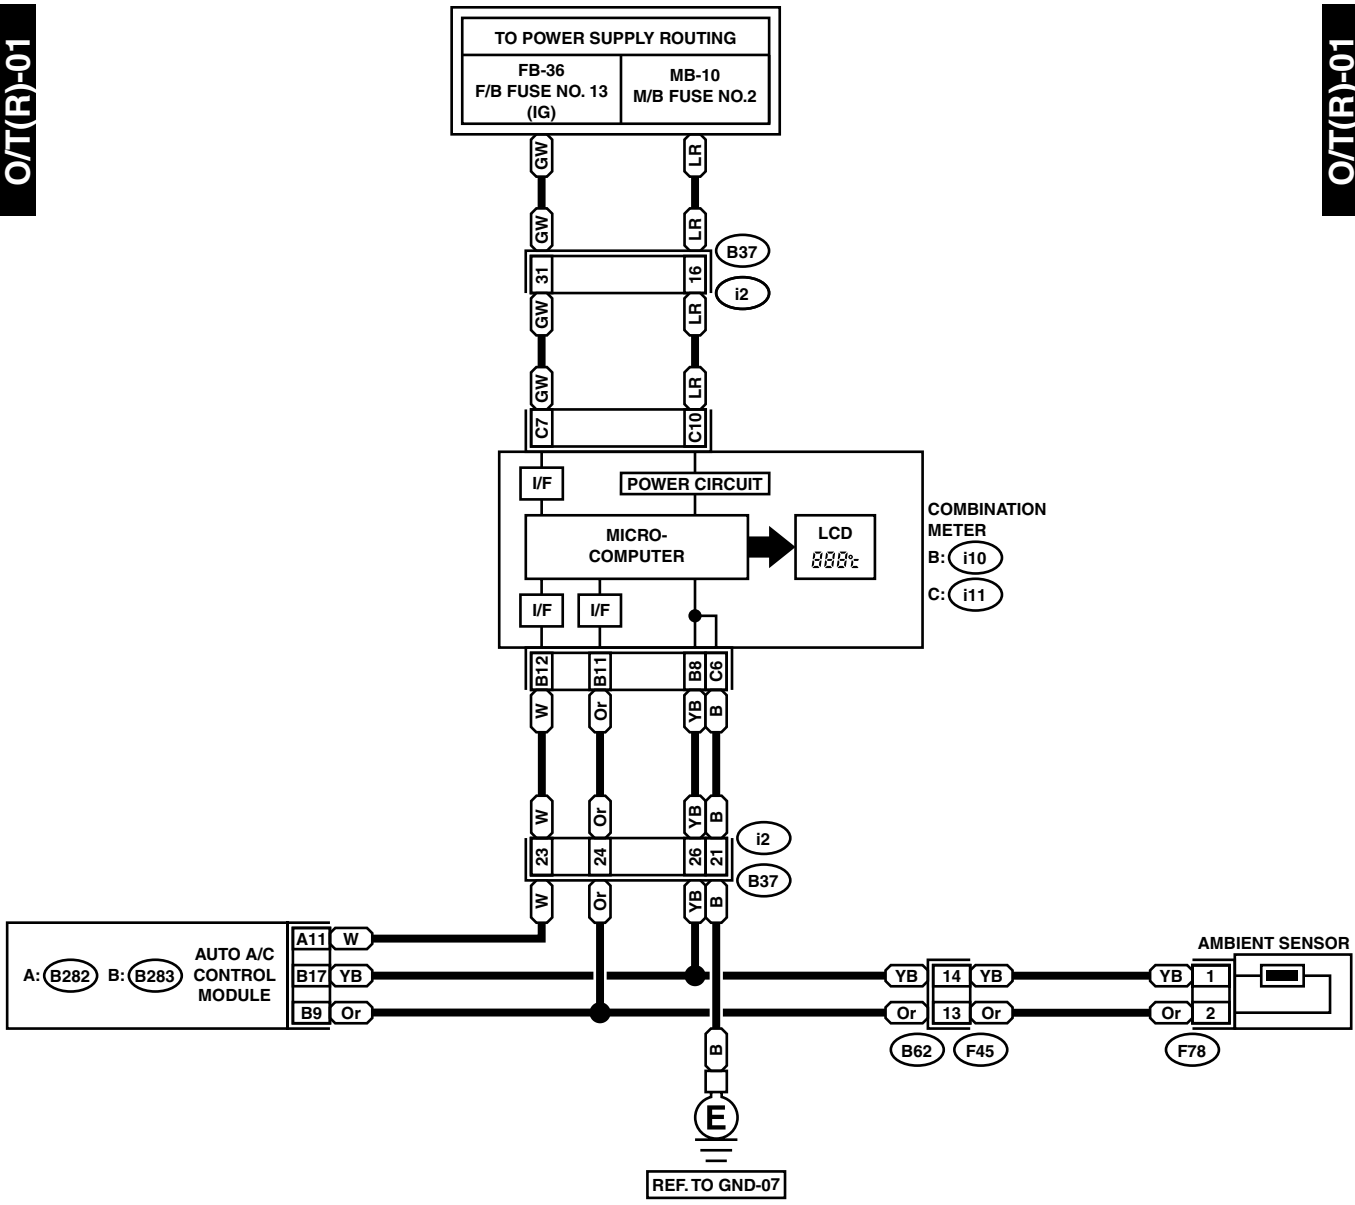 O/T(R)-01
O/T(R)-01
TO POWER SUPPLY ROUTING
FB-36
F/B FUSE NO. 13
(IG)
MB-10
M/B FUSE NO.2
GW
LR
GW
LR
B37
31
16
i2
GW
LR
GW
LR
C7
C10
I/F
POWER CIRCUIT
MICRO-
COMPUTER
LCD
888℃
COMBINATION
METER
B: i10
C: i11
I/F
I/F
B12
B11
B8
C6
W
Or
YB
B
W
Or
YB
B
i2
23
24
26
21
B37
W
Or
YB
B
A: B282 B: B283
AUTO A/C
CONTROL
MODULE
A11 W
B17 YB
B9 Or
AMBIENT SENSOR
YB 14 YB
YB 1
Or 13 Or
Or 2
B62 F45
F78
B
E
REF. TO GND-07